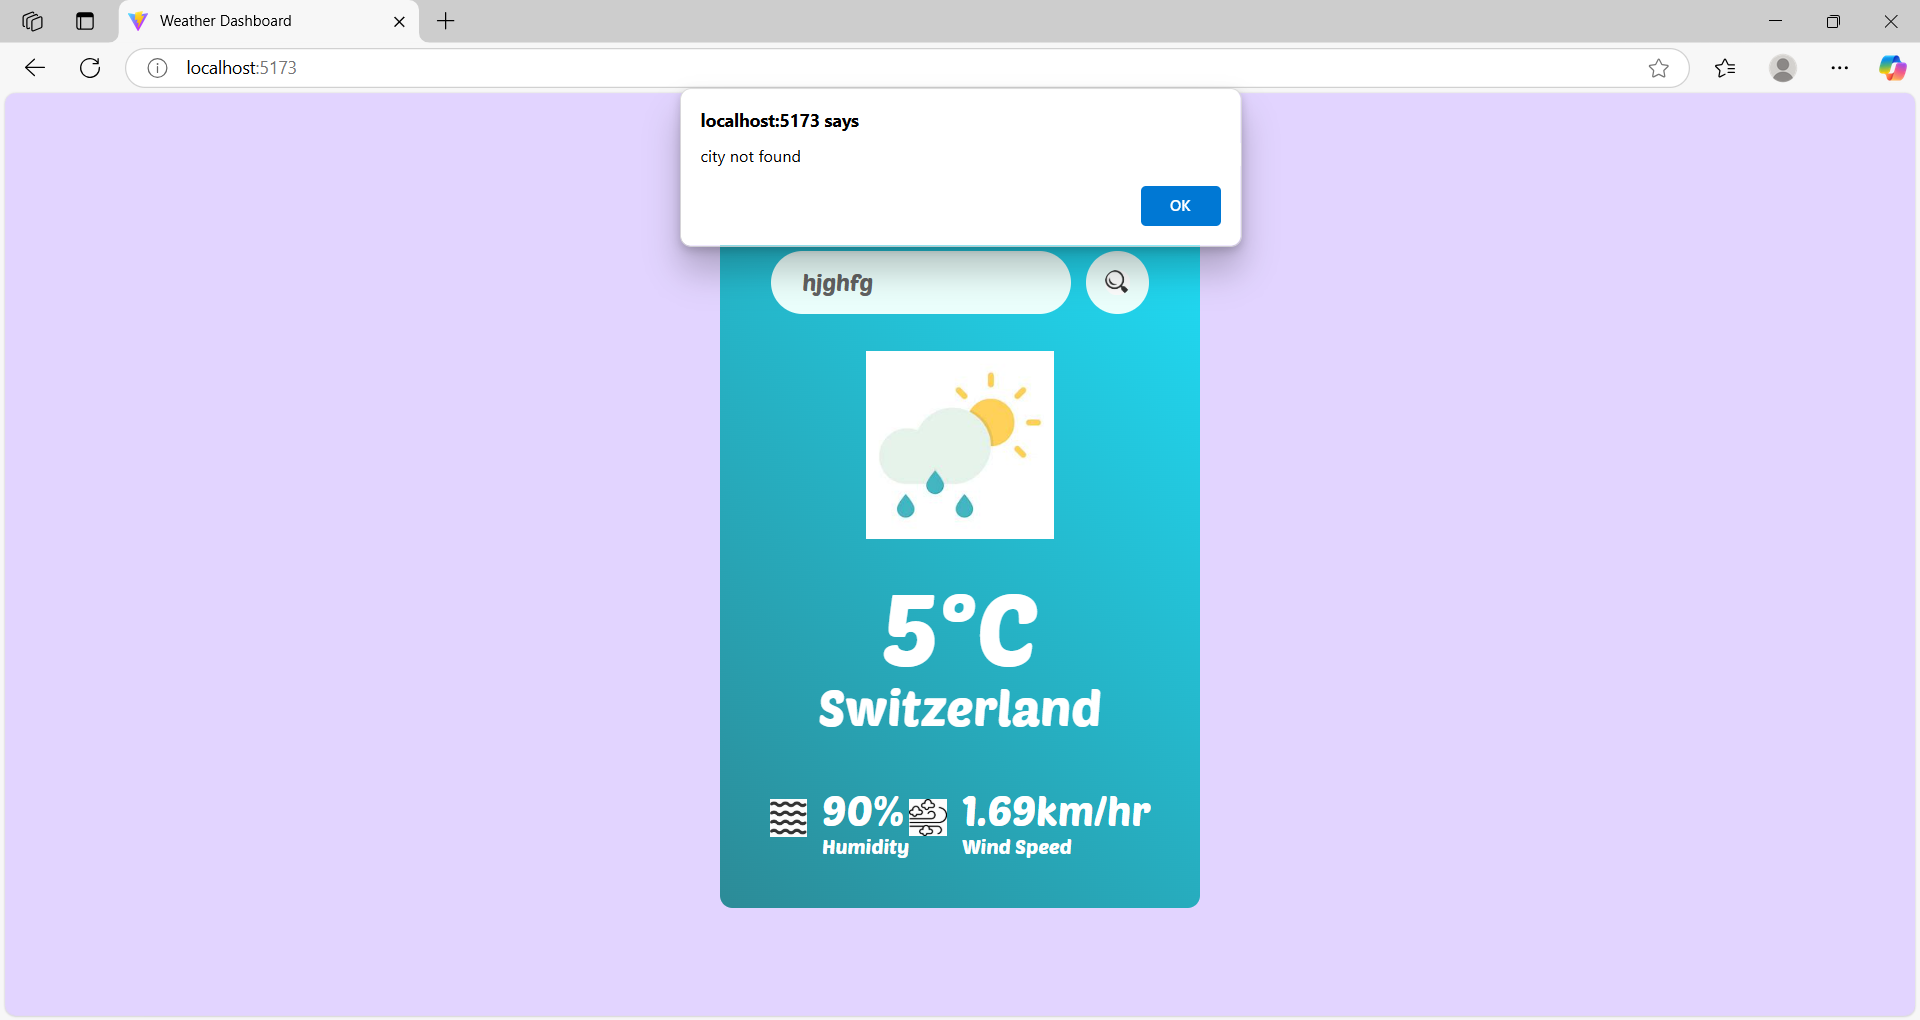 Weather Dashboard
localhost:5173
localhost:5173 says
city not found
OK
hjghfg
5°C
Switzerland
90% 1.69km/hr
Humidity Wind Speed